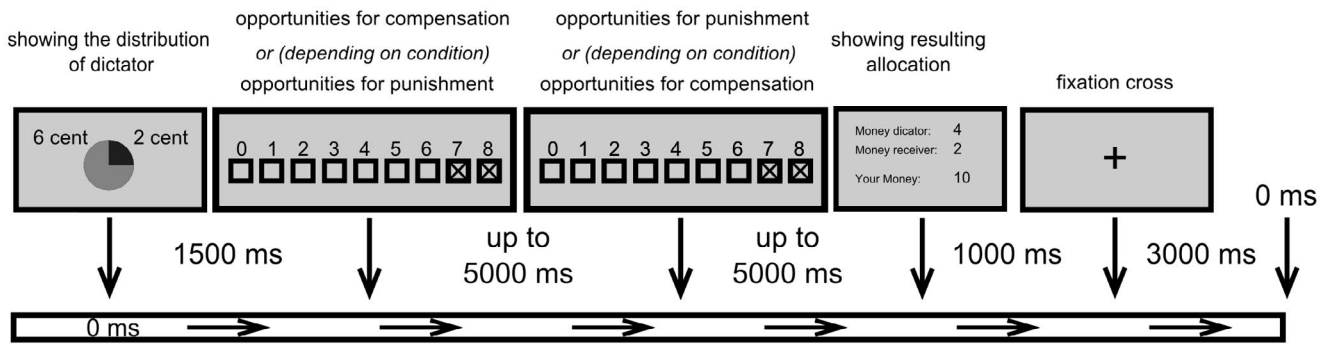 showing the distribution
of dictator
opportunities for compensation
or (depending on condition)
opportunities for punishment
opportunities for punishment
or (depending on condition)
opportunities for compensation
showing resulting
allocation
fixation cross
6 cent 2 cent
0 1 2 3 4 5 6 7 8
0 1 2 3 4 5 6 7 8
Money dicator: 4
Money receiver: 2
Your Money: 10
+
1500 ms
up to
5000 ms
up to
5000 ms
1000 ms
3000 ms
0 ms
0 ms